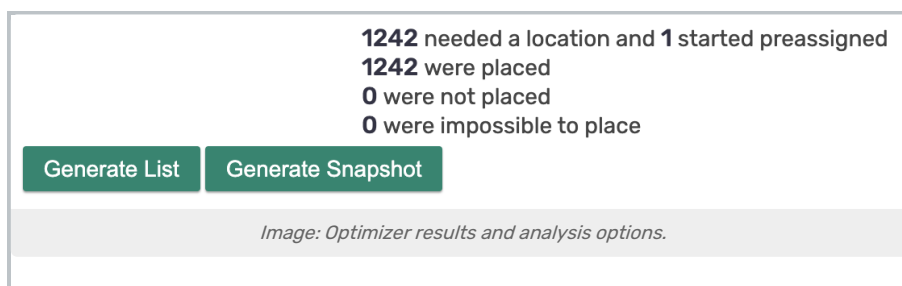 1242 needed a location and 1 started preassigned
1242 were placed
0 were not placed
0 were impossible to place
Generate List Generate Snapshot
Image: Optimizer results and analysis options.